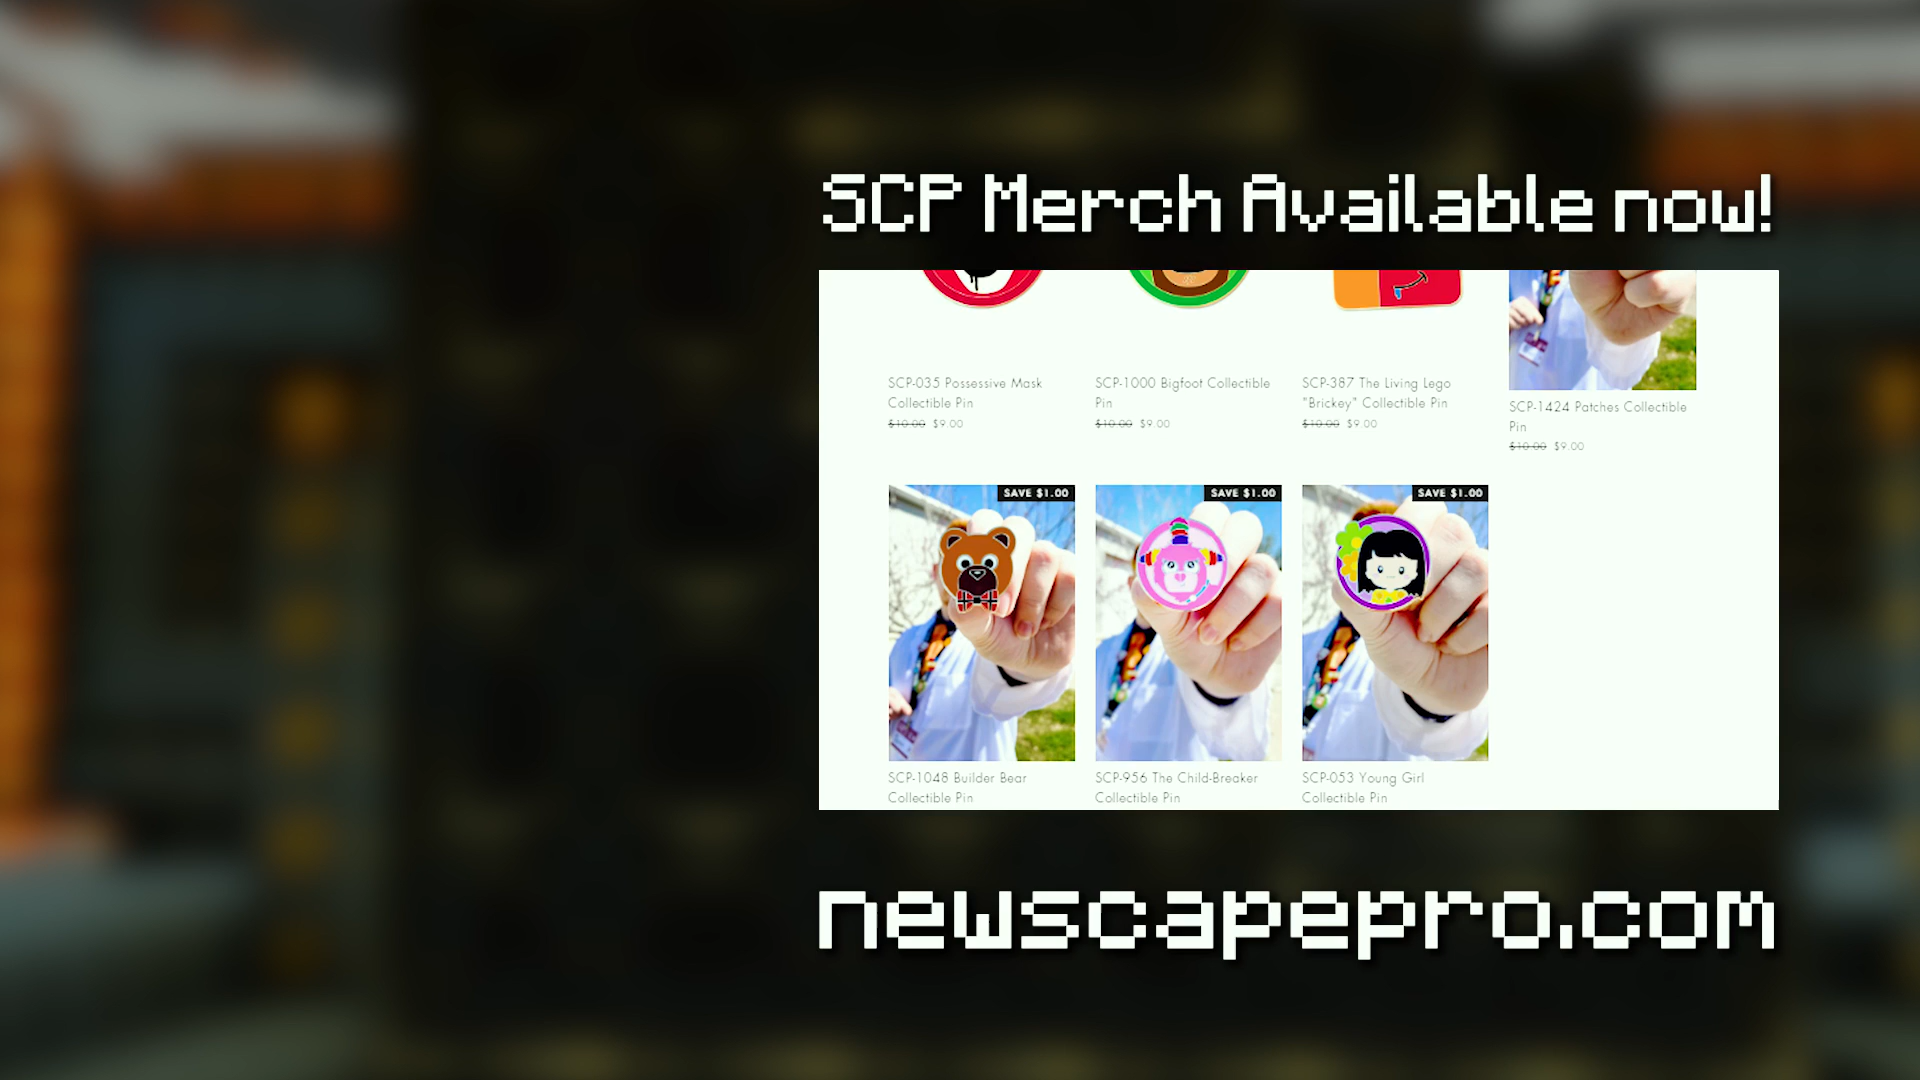 SCP Merch Available now!
SCP-035 Possessive Mask
Collectible Pin
$10.00 $9.00
SCP-1000 Bigfoot Collectible
Pin
$10.00 $9.00
SCP-387 The Living Lego
"Brickey" Collectible Pin
$10.00 $9.00
SCP-1424 Patches Collectible
Pin
$10.00 $9.00
SAVE $1.00
SAVE $1.00
SAVE $1.00
SCP-1048 Builder Bear
Collectible Pin
SCP-956 The Child-Breaker
Collectible Pin
SCP-053 Young Girl
Collectible Pin
newscapepro.com